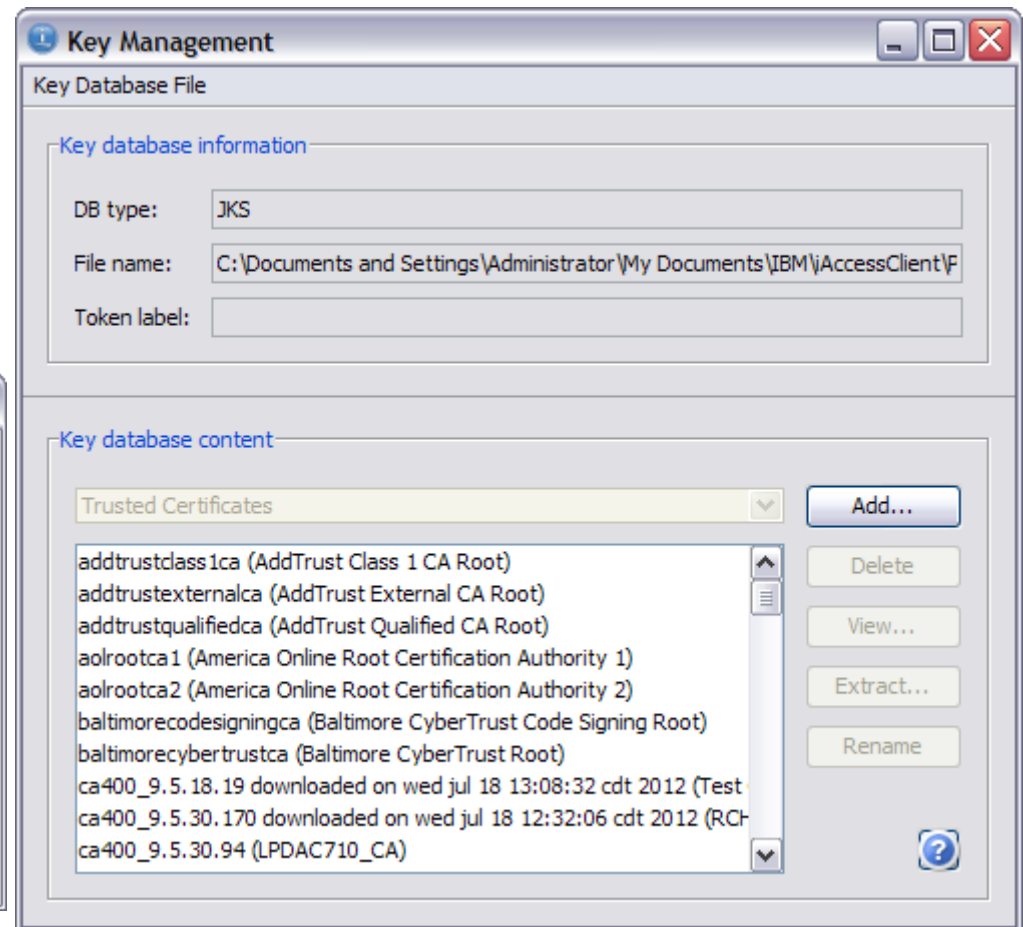 Key Management
Key Database File
Key database information
DB type: JKS
File name: C:\Documents and Settings\Administrator\My Documents\IBM\iAccessClient\P
Token label:
Key database content
Trusted Certificates
Add...
addtrustclass1ca (AddTrust Class 1 CA Root)
Delete
addtrustexternalca (AddTrust External CA Root)
addtrustqualifiedca (AddTrust Qualified CA Root)
View...
aolrootca1 (America Online Root Certification Authority 1)
aolrootca2 (America Online Root Certification Authority 2)
Extract...
baltimorecodesigningca (Baltimore CyberTrust Code Signing Root)
baltimorecybertrustca (Baltimore CyberTrust Root)
Rename
ca400_9.5.18.19 downloaded on wed jul 18 13:08:32 cdt 2012 (Test
ca400_9.5.30.170 downloaded on wed jul 18 12:32:06 cdt 2012 (RCH
ca400_9.5.30.94 (LPDAC710_CA)
?